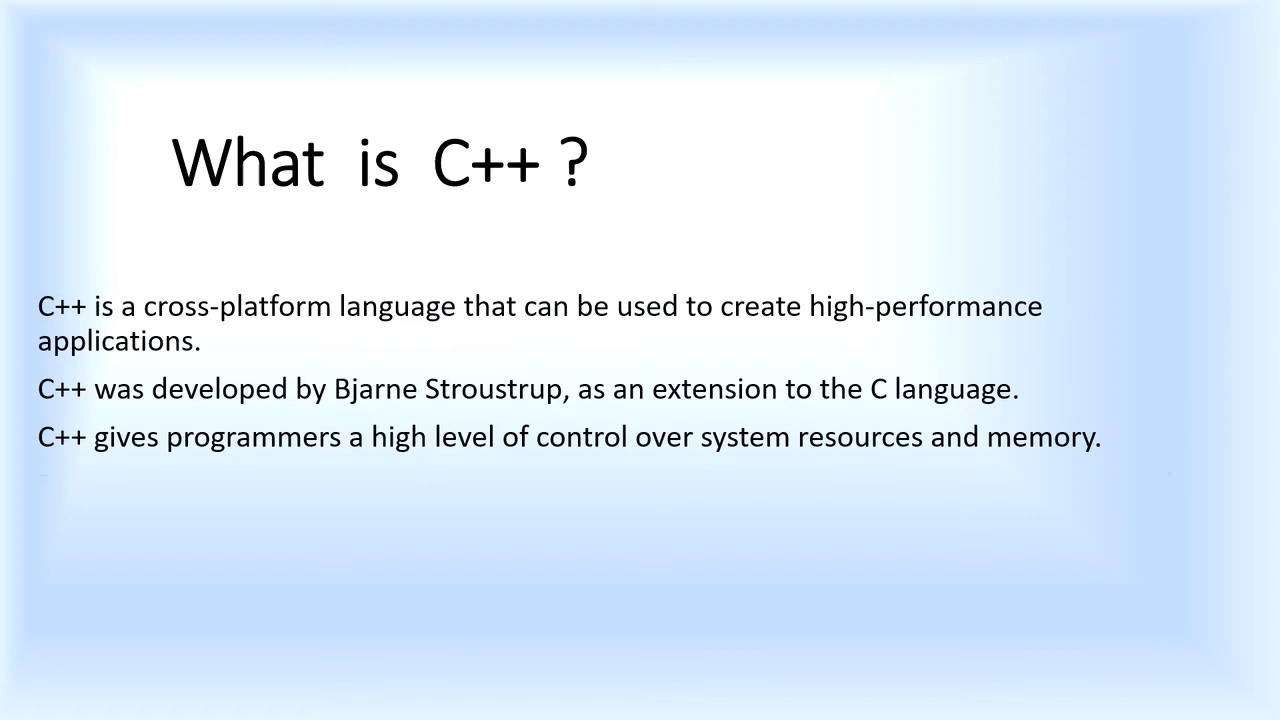 What is C++ ?
C++ is a cross-platform language that can be used to create high-performance
applications.
C++ was developed by Bjarne Stroustrup, as an extension to the C language.
C++ gives programmers a high level of control over system resources and memory.